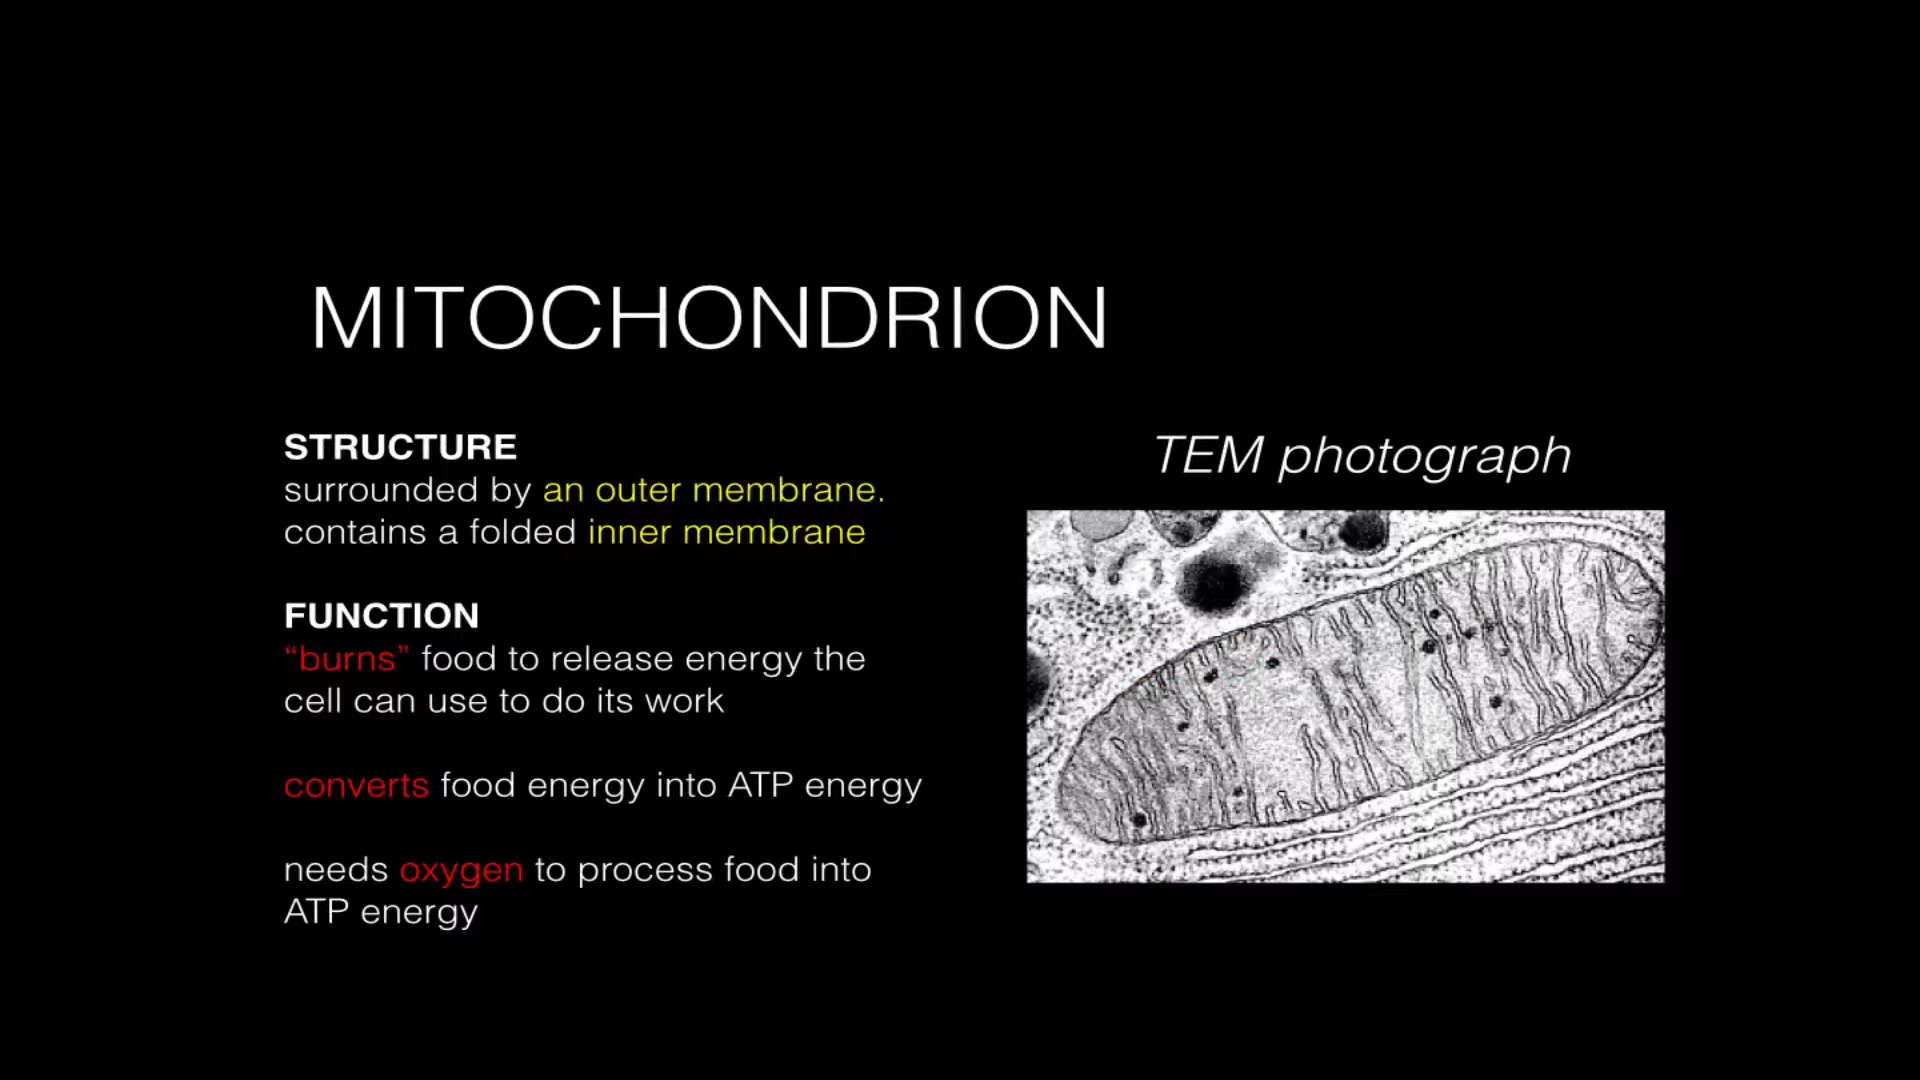 MITOCHONDRION
STRUCTURE
surrounded by an outer membrane.
contains a folded inner membrane
FUNCTION
“burns” food to release energy the
cell can use to do its work
converts food energy into ATP energy
needs oxygen to process food into
ATP energy
TEM photograph